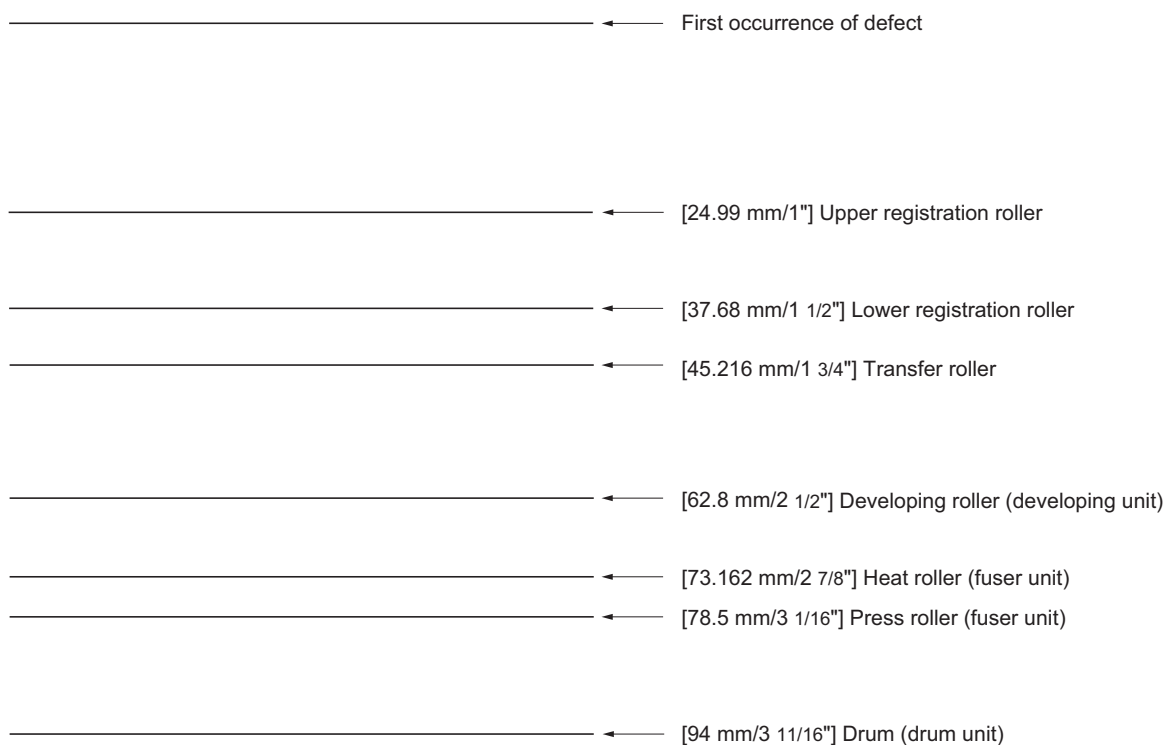 First occurrence of defect
[24.99 mm/1"] Upper registration roller
[37.68 mm/1 1/2"] Lower registration roller
[45.216 mm/1 3/4"] Transfer roller
[62.8 mm/2 1/2"] Developing roller (developing unit)
[73.162 mm/2 7/8"] Heat roller (fuser unit)
[78.5 mm/3 1/16"] Press roller (fuser unit)
[94 mm/3 11/16"] Drum (drum unit)